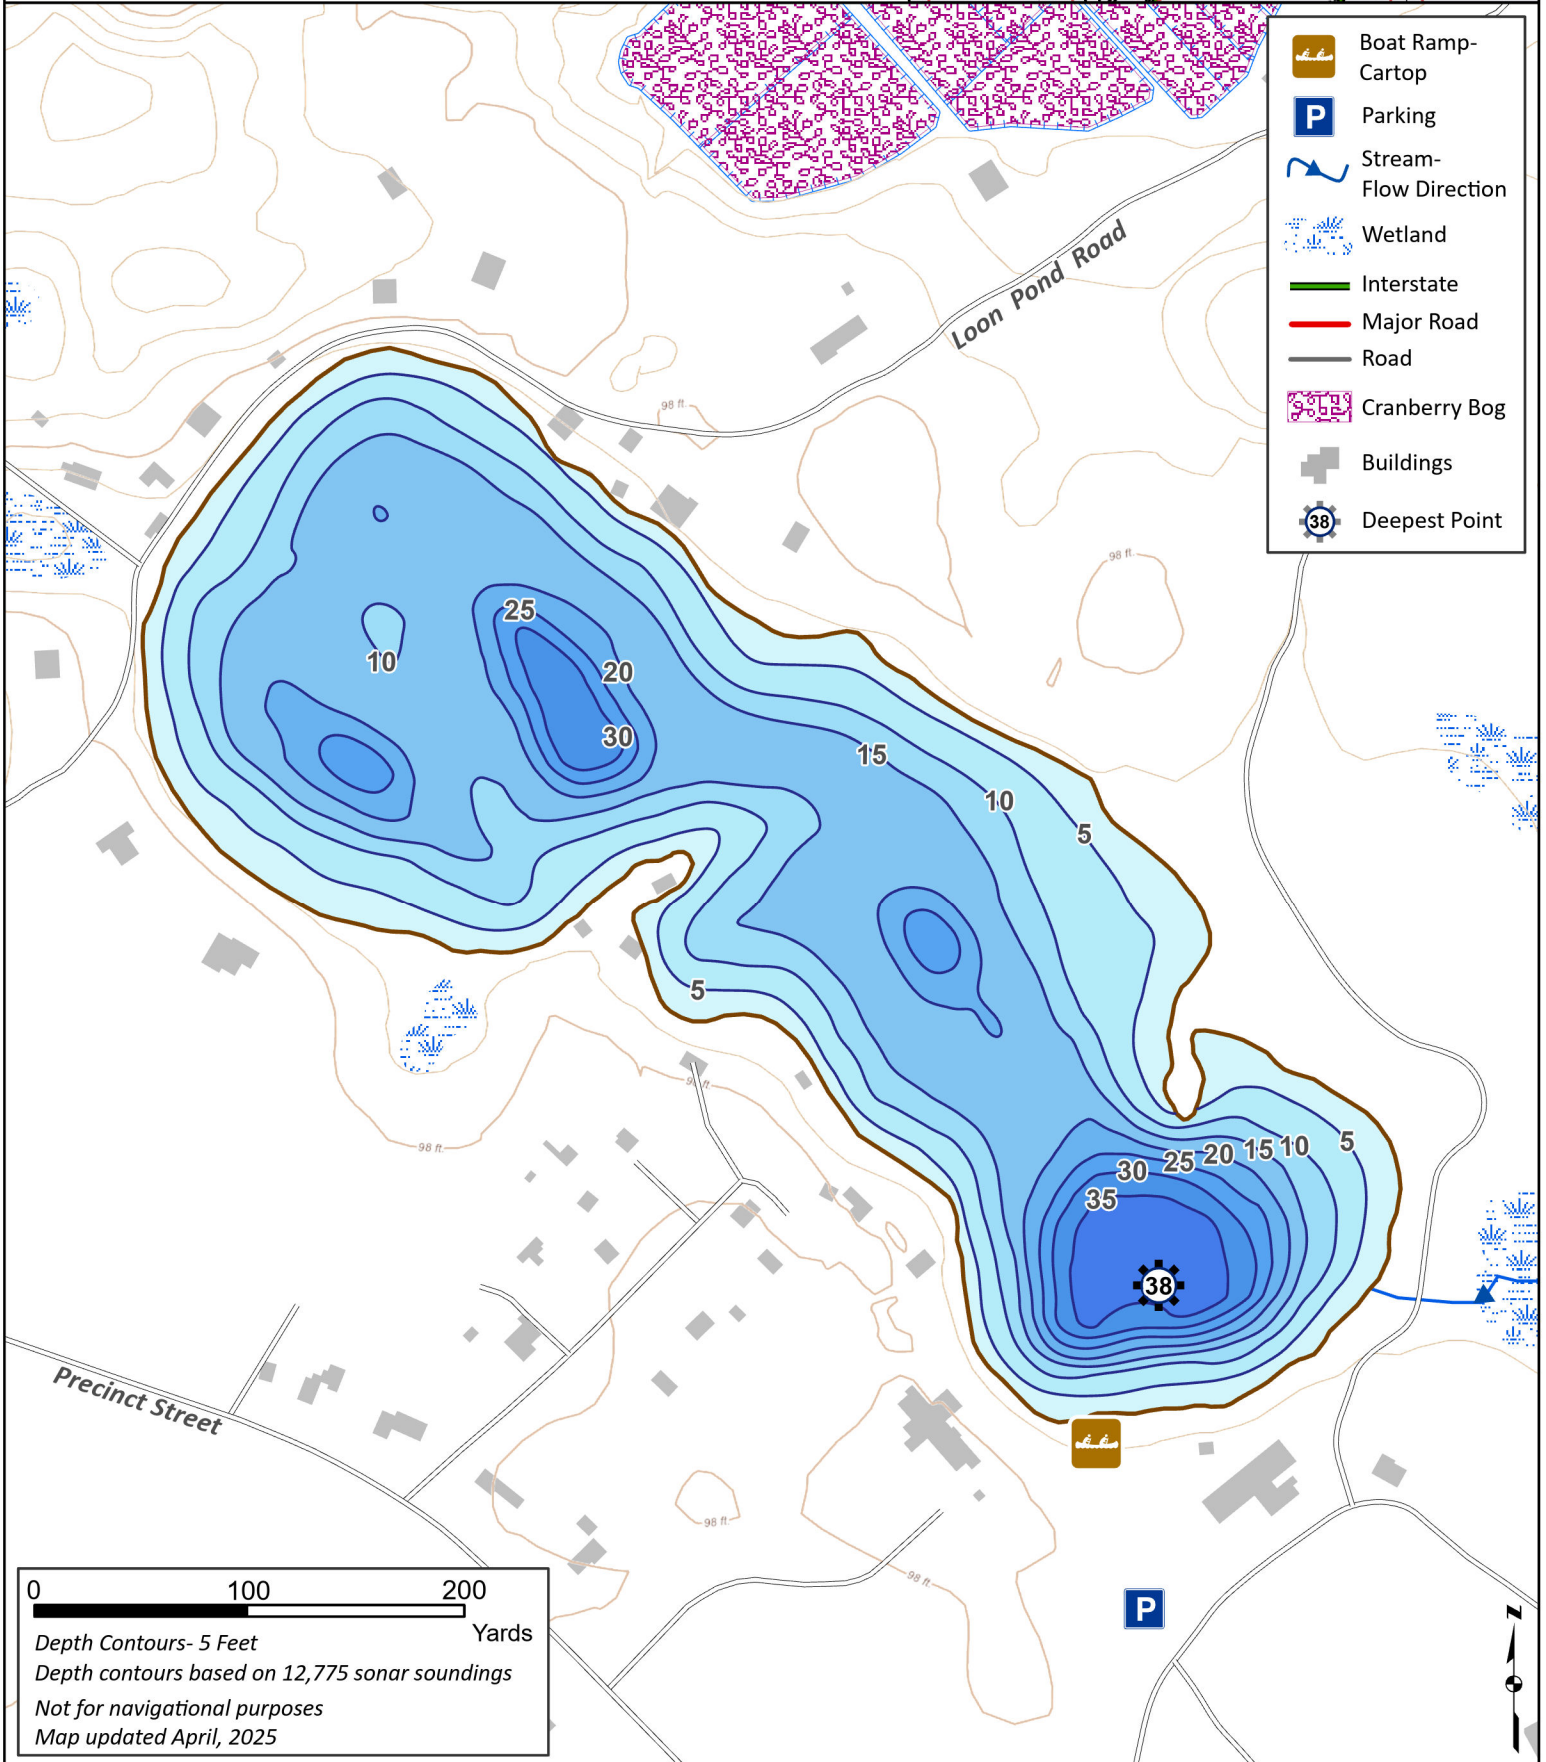 Boat Ramp-
Cartop
P
Parking
Stream-
Flow Direction
Wetland
Interstate
Major Road
Road
Cranberry Bog
Buildings
38
Deepest Point
Loon Pond Road
98 ft.
98 ft.
25
10
20
30
15
10
5
5
98 ft.
98 ft.
5
10
15
20
25
30
35
38
Precinct Street
98 ft.
98 ft.
P
0 100 200
Yards
Depth Contours- 5 Feet
Depth contours based on 12,775 sonar soundings
Not for navigational purposes
Map updated April, 2025
N